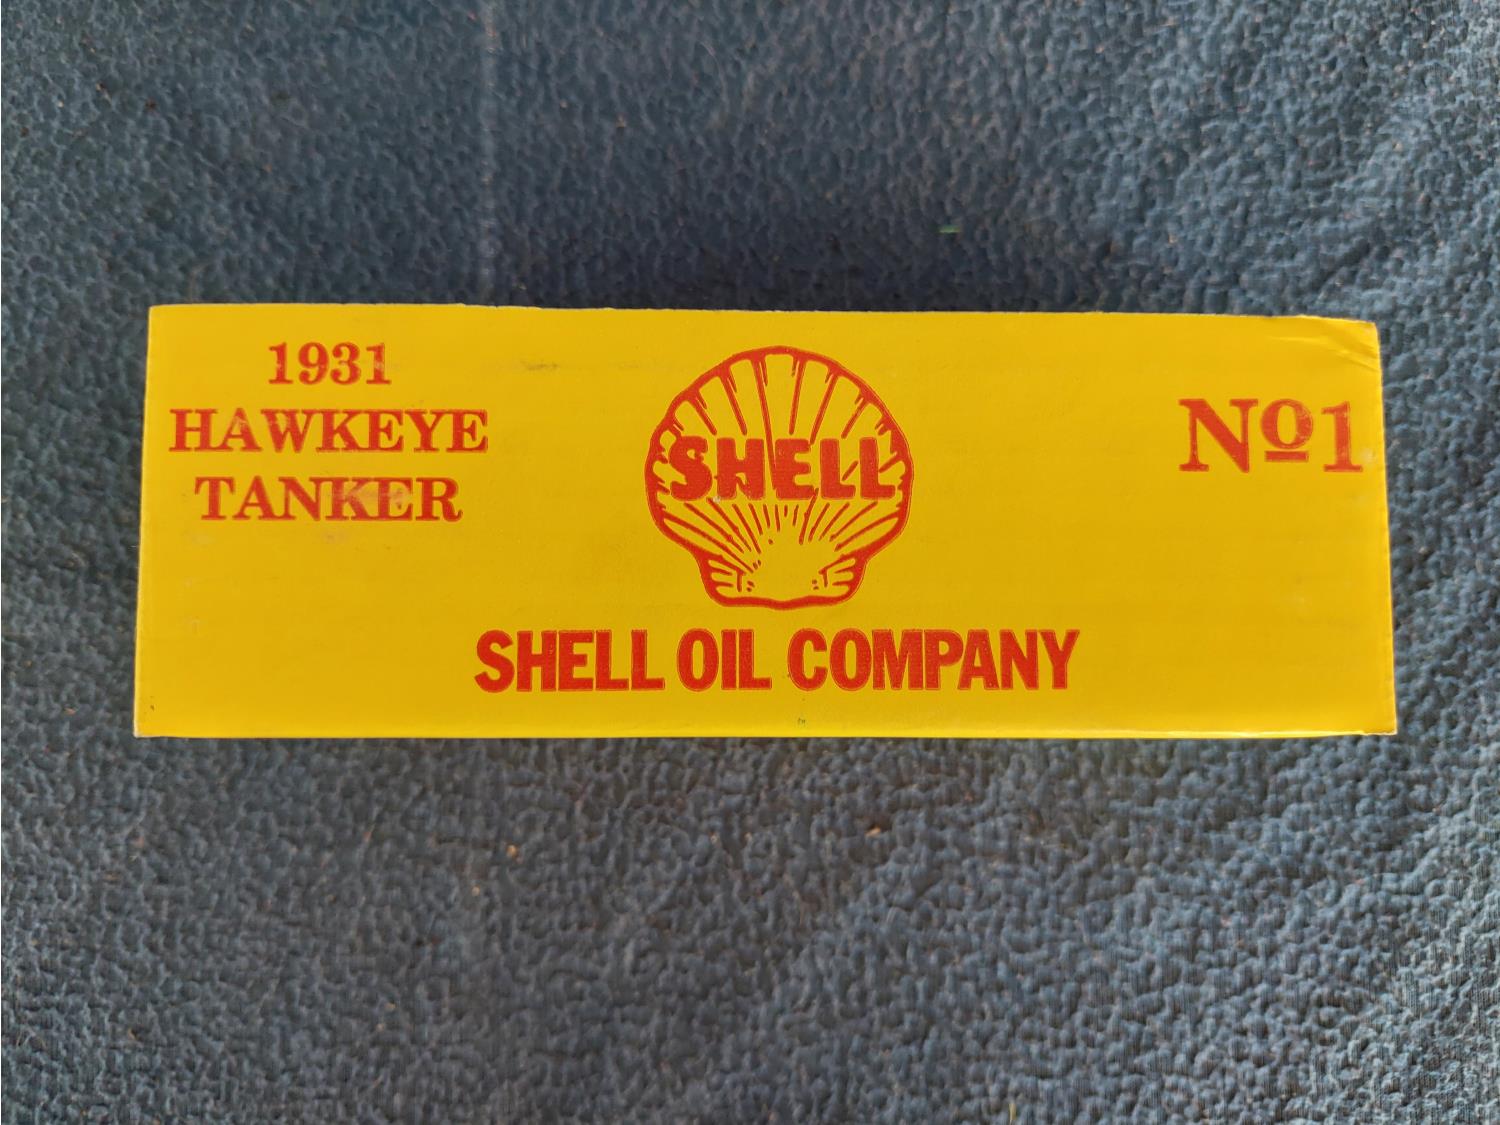 1931
HAWKEYE
TANKER
SHELL
No1
SHELL OIL COMPANY